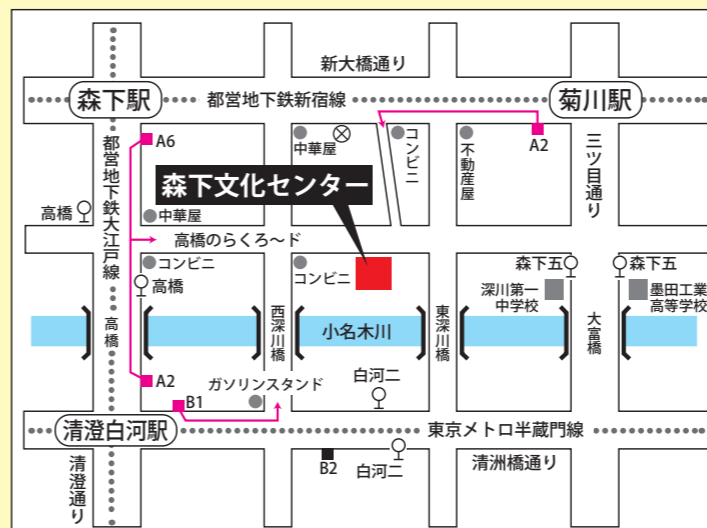 新大橋通り
森下駅
都営地下鉄新宿線
菊川駅
A6
中華屋
コンビニ
不動産屋
A2
三ツ目通り
都営地下鉄大江戸線
森下文化センター
高橋
中華屋
高橋のらくろ〜ド
コンビニ
高橋
コンビニ
森下五
森下五
深川第一
中学校
墨田工業
高等学校
高橋
西深川橋
小名木川
東深川橋
大富橋
A2
ガソリンスタンド
白河二
B1
清澄白河駅
東京メトロ半蔵門線
清澄通り
B2
白河二
清洲橋通り